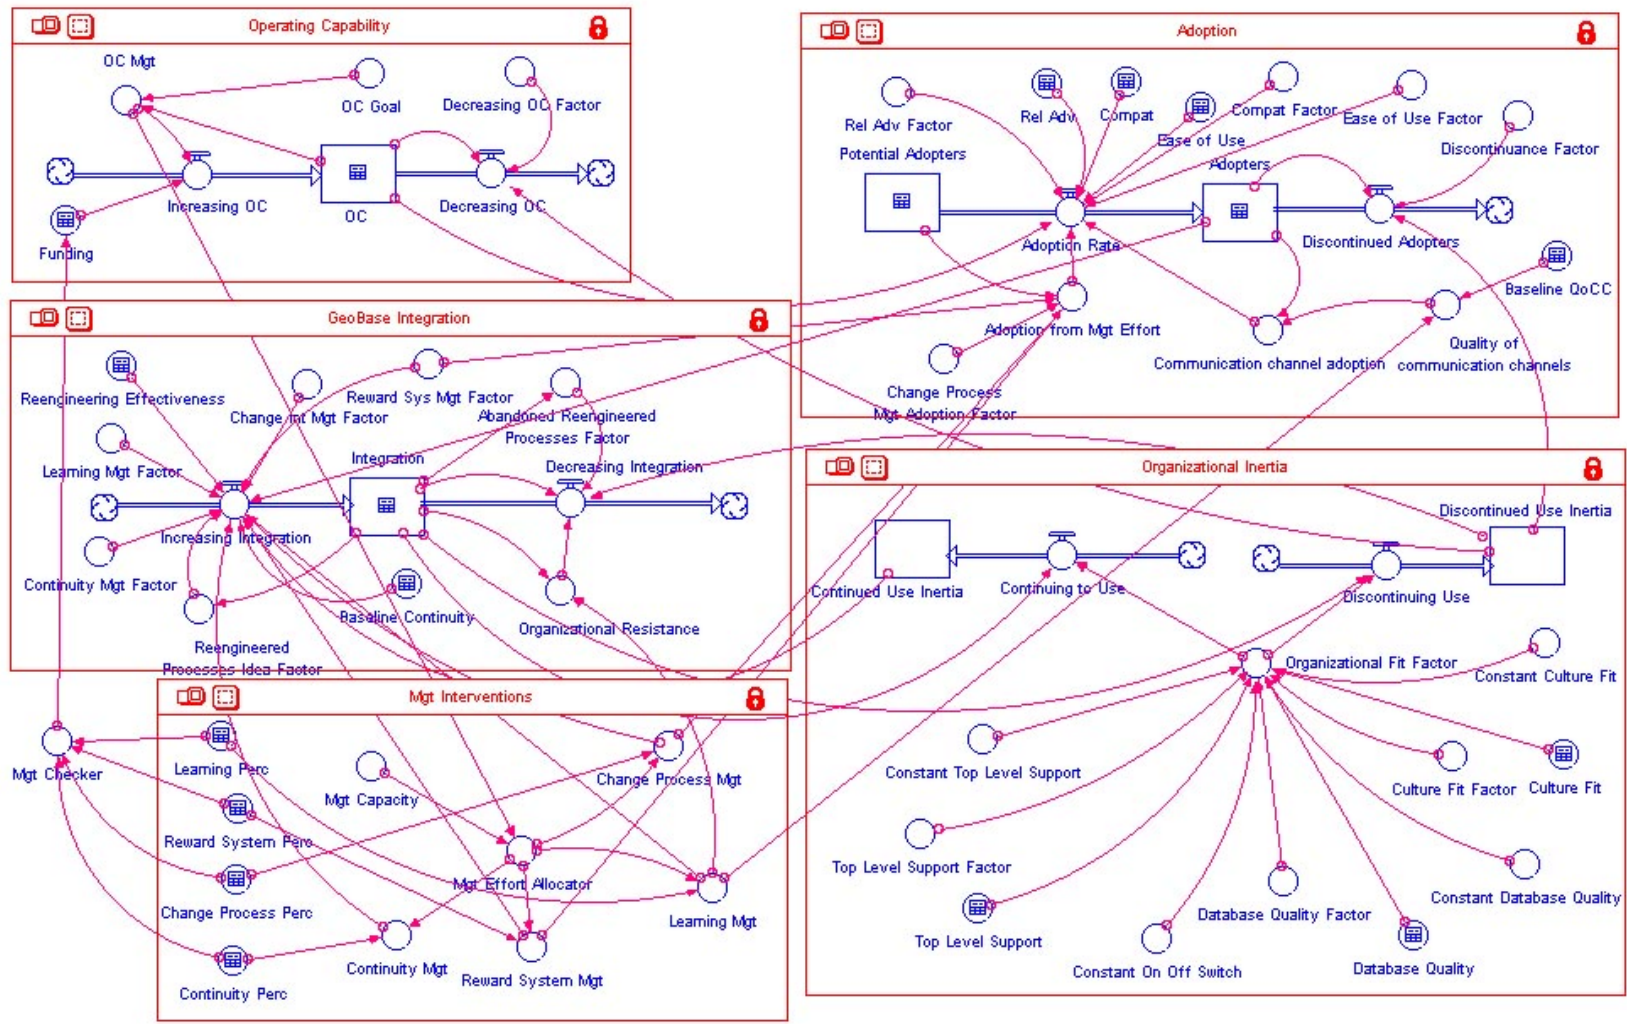 Operating Capability
OC Mgt
OC Goal
Decreasing OC Factor
Increasing OC
OC
Decreasing OC
Funding
Adoption
Rel Adv Factor
Rel Adv
Compat
Ease of Use
Compat Factor
Ease of Use Factor
Discontinuance Factor
Potential Adopters
Adopters
Adoption Rate
Discontinued Adopters
Baseline QoCC
Adoption from Mgt Effort
Communication channel adoption
Quality of
communication channels
Change Process
Mgt Adoption Factor
GeoBase Integration
Reengineering Effectiveness
Change Int Mgt Factor
Reward Sys Mgt Factor
Abandoned Reengineered
Processes Factor
Learning Mgt Factor
Integration
Decreasing Integration
Increasing Integration
Continuity Mgt Factor
Baseline Continuity
Organizational Resistance
Reengineered
Processes Idea Factor
Organizational Inertia
Discontinued Use Inertia
Continued Use Inertia
Continuing to Use
Discontinuing Use
Organizational Fit Factor
Constant Culture Fit
Constant Top Level Support
Culture Fit Factor
Culture Fit
Top Level Support Factor
Constant Database Quality
Database Quality Factor
Top Level Support
Constant On Off Switch
Database Quality
Mgt Interventions
Mgt Checker
Learning Perc
Mgt Capacity
Change Process Mgt
Reward System Perc
Mgt Effort Allocator
Change Process Perc
Learning Mgt
Continuity Mgt
Reward System Mgt
Continuity Perc